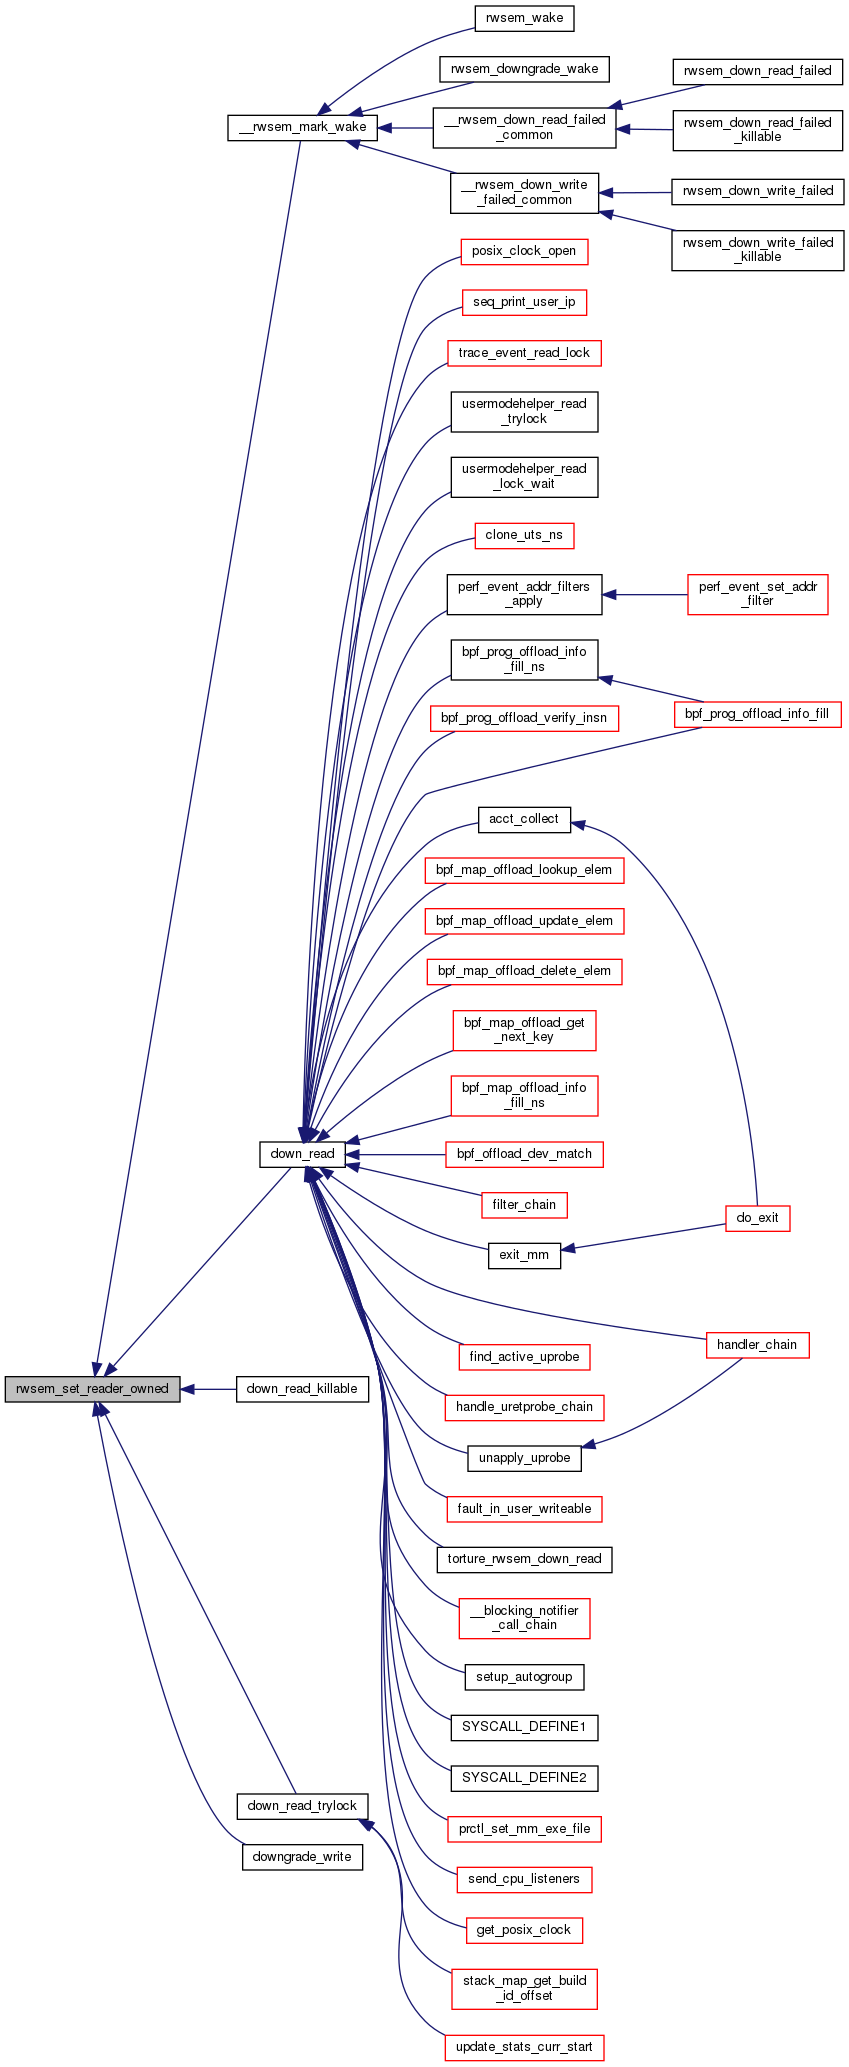 rwsem_wake
rwsem_downgrade_wake
rwsem_down_read_failed
__rwsem_mark_wake
__rwsem_down_read_failed
_common
rwsem_down_read_failed
_killable
__rwsem_down_write
_failed_common
rwsem_down_write_failed
rwsem_down_write_failed
_killable
posix_clock_open
seq_print_user_ip
trace_event_read_lock
usermodehelper_read
_trylock
usermodehelper_read
_lock_wait
clone_uts_ns
perf_event_addr_filters
_apply
perf_event_set_addr
_filter
bpf_prog_offload_info
_fill_ns
bpf_prog_offload_verify_insn
bpf_prog_offload_info_fill
acct_collect
bpf_map_offload_lookup_elem
bpf_map_offload_update_elem
bpf_map_offload_delete_elem
bpf_map_offload_get
_next_key
bpf_map_offload_info
_fill_ns
down_read
bpf_offload_dev_match
filter_chain
do_exit
exit_mm
handler_chain
find_active_uprobe
rwsem_set_reader_owned
down_read_killable
handle_uretprobe_chain
unapply_uprobe
fault_in_user_writeable
torture_rwsem_down_read
__blocking_notifier
_call_chain
setup_autogroup
SYSCALL_DEFINE1
SYSCALL_DEFINE2
down_read_trylock
prctl_set_mm_exe_file
downgrade_write
send_cpu_listeners
get_posix_clock
stack_map_get_build
_id_offset
update_stats_curr_start